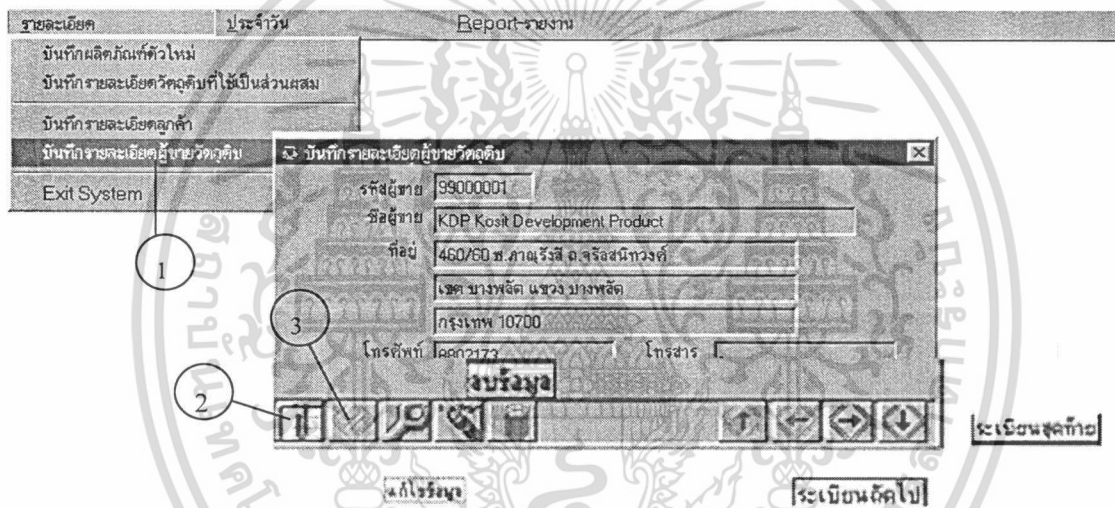 รายละเอียด ประจำวัน Report-รายงาน
บันทึกผลิตภัณฑ์ตัวใหม่
บันทึกรายละเอียดวัตถุดิบที่ใช้เป็นส่วนผสม
บันทึกรายละเอียดลูกค้า
บันทึกรายละเอียดผู้ขายวัตถุดิบ
Exit System
บันทึกรายละเอียดผู้ขายวัตถุดิบ
รหัสผู้ขาย 99000001
ชื่อผู้ขาย KDP Kosit Development Product
ที่อยู่ 460/60 ซ.ภาณุรังสี ถ.จรัลสนิทวงศ์
เขต บางพลัด แขวง บางพลัด
กรุงเทพ 10700
โทรศัพท์ 8802173 โทรสาร
ลบข้อมูล
1
3
2
ระเบียนสุดท้าย
แก้ไขข้อมูล
ระเบียนถัดไป